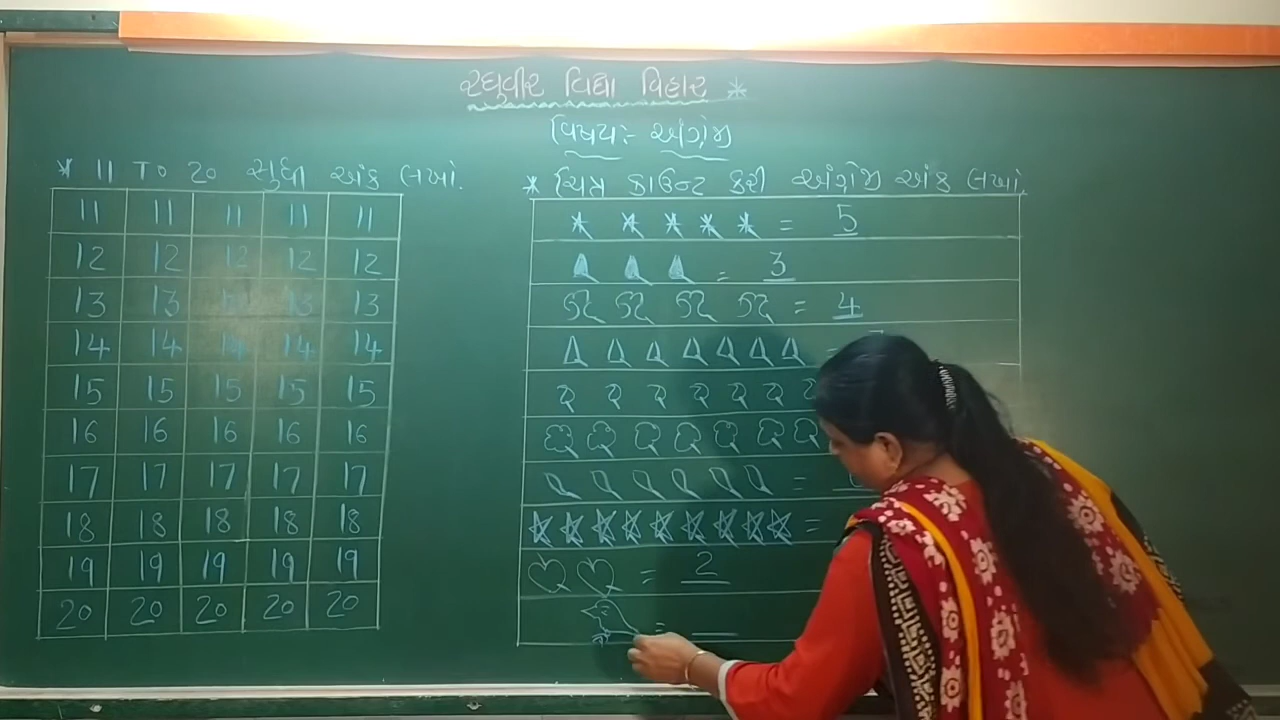 રઘુવીર વિદ્યા વિહાર *
વિષય:- અંગ્રેજી
* 11 TO 20 સુધી અંક લખો.
11 11 11 11 11
12 12 12 12 12
13 13 13 13 13
14 14 14 14 14
15 15 15 15 15
16 16 16 16 16
17 17 17 17 17
18 18 18 18 18
19 19 19 19 19
20 20 20 20 20
* ચિત્ર કાઉન્ટ કરી અંગ્રેજી અંક લખો.
= 5
= 3
= 4
=
=
=
= 2
=